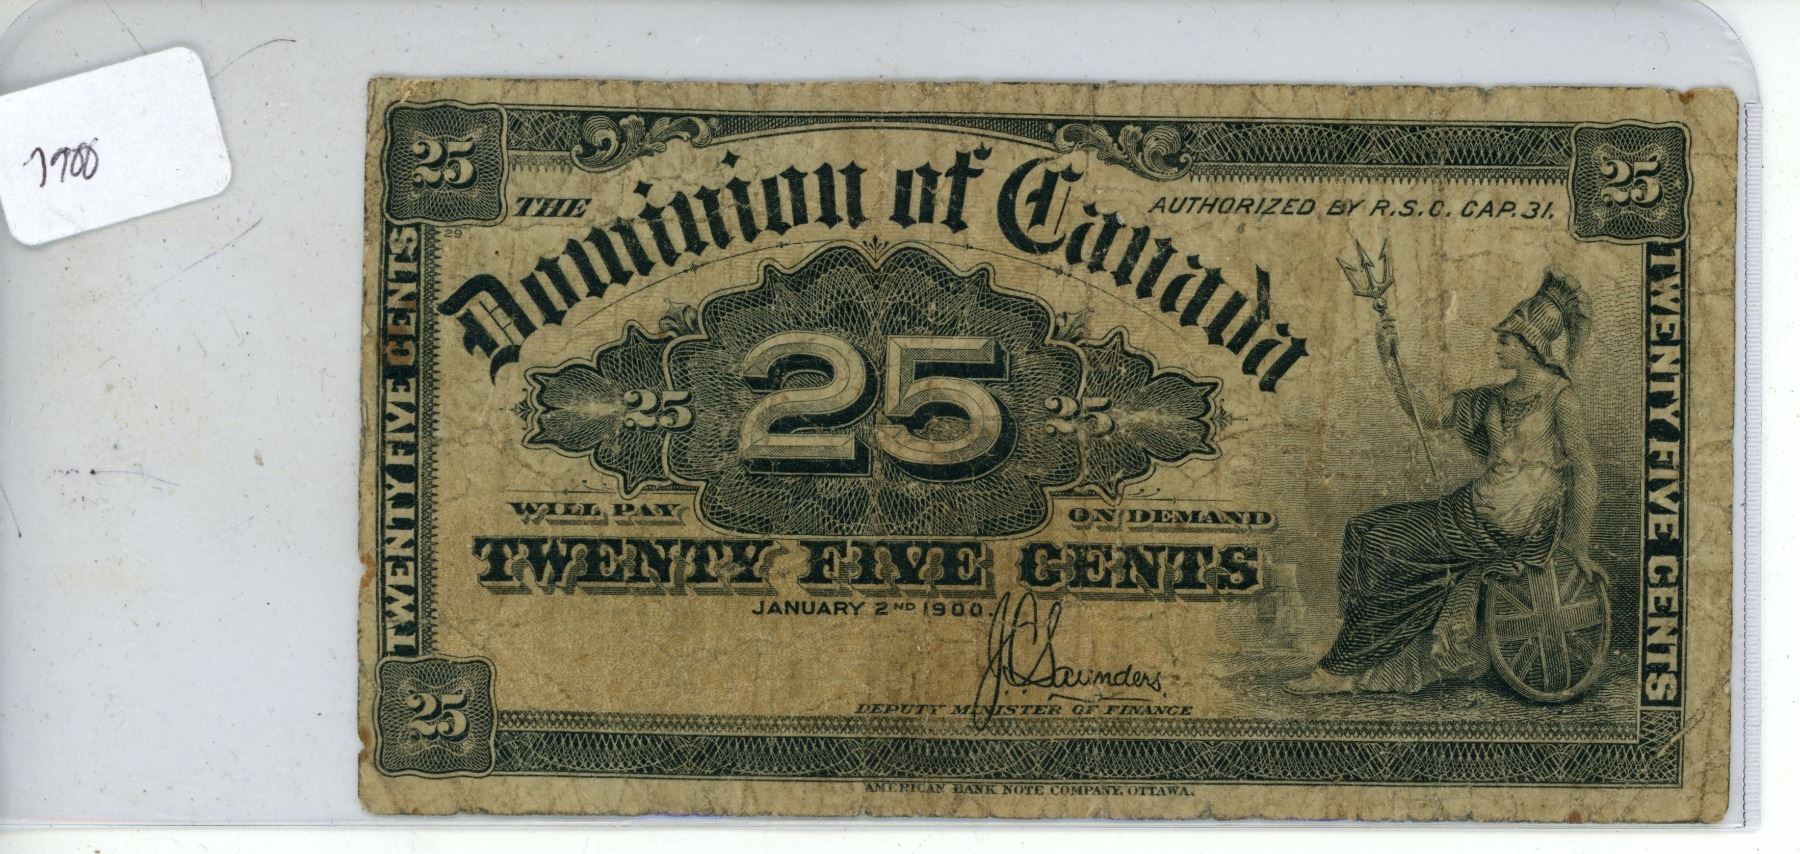 1900
25
25
THE Dominion of Canada
AUTHORIZED BY R.S.C. CAP. 31.
29
TWENTY FIVE CENTS
TWENTY FIVE CENTS
25
25
25
WILL PAY
ON DEMAND
TWENTY FIVE CENTS
JANUARY 2ND 1900.
J.C. Saunders
DEPUTY MINISTER OF FINANCE
25
AMERICAN BANK NOTE COMPANY, OTTAWA.